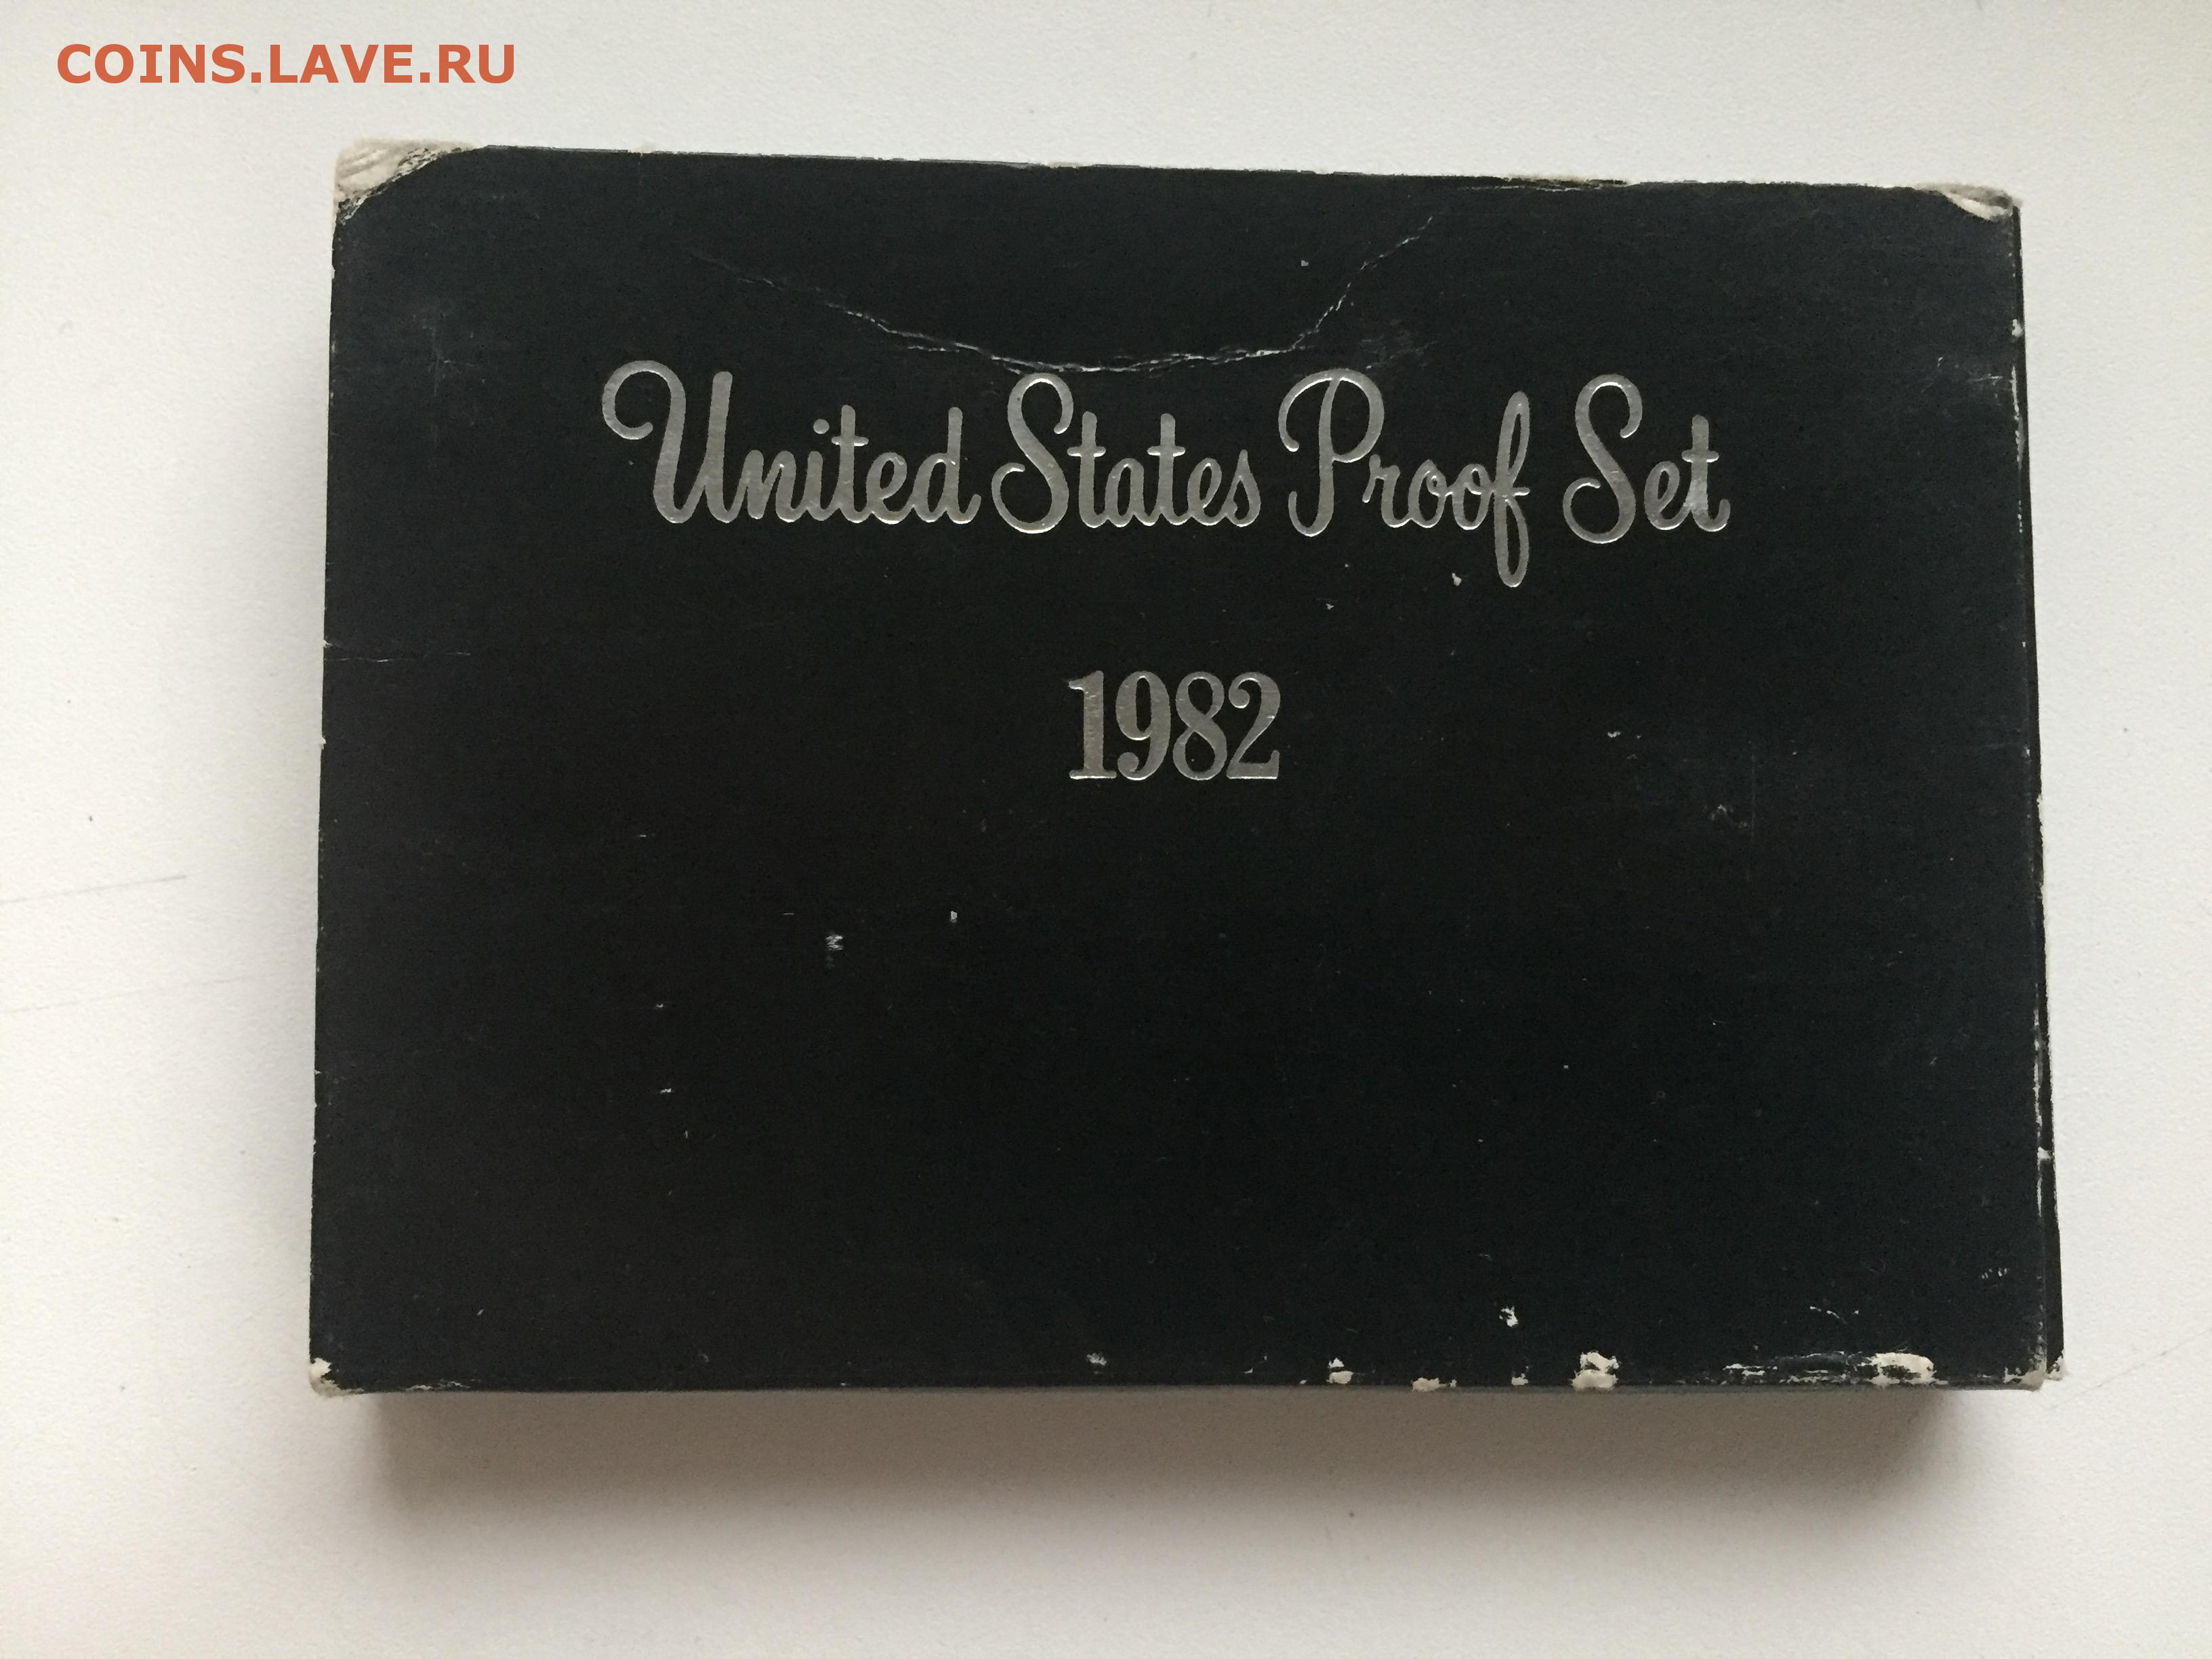 COINS.LAVE.RU
United States Proof Set
1982